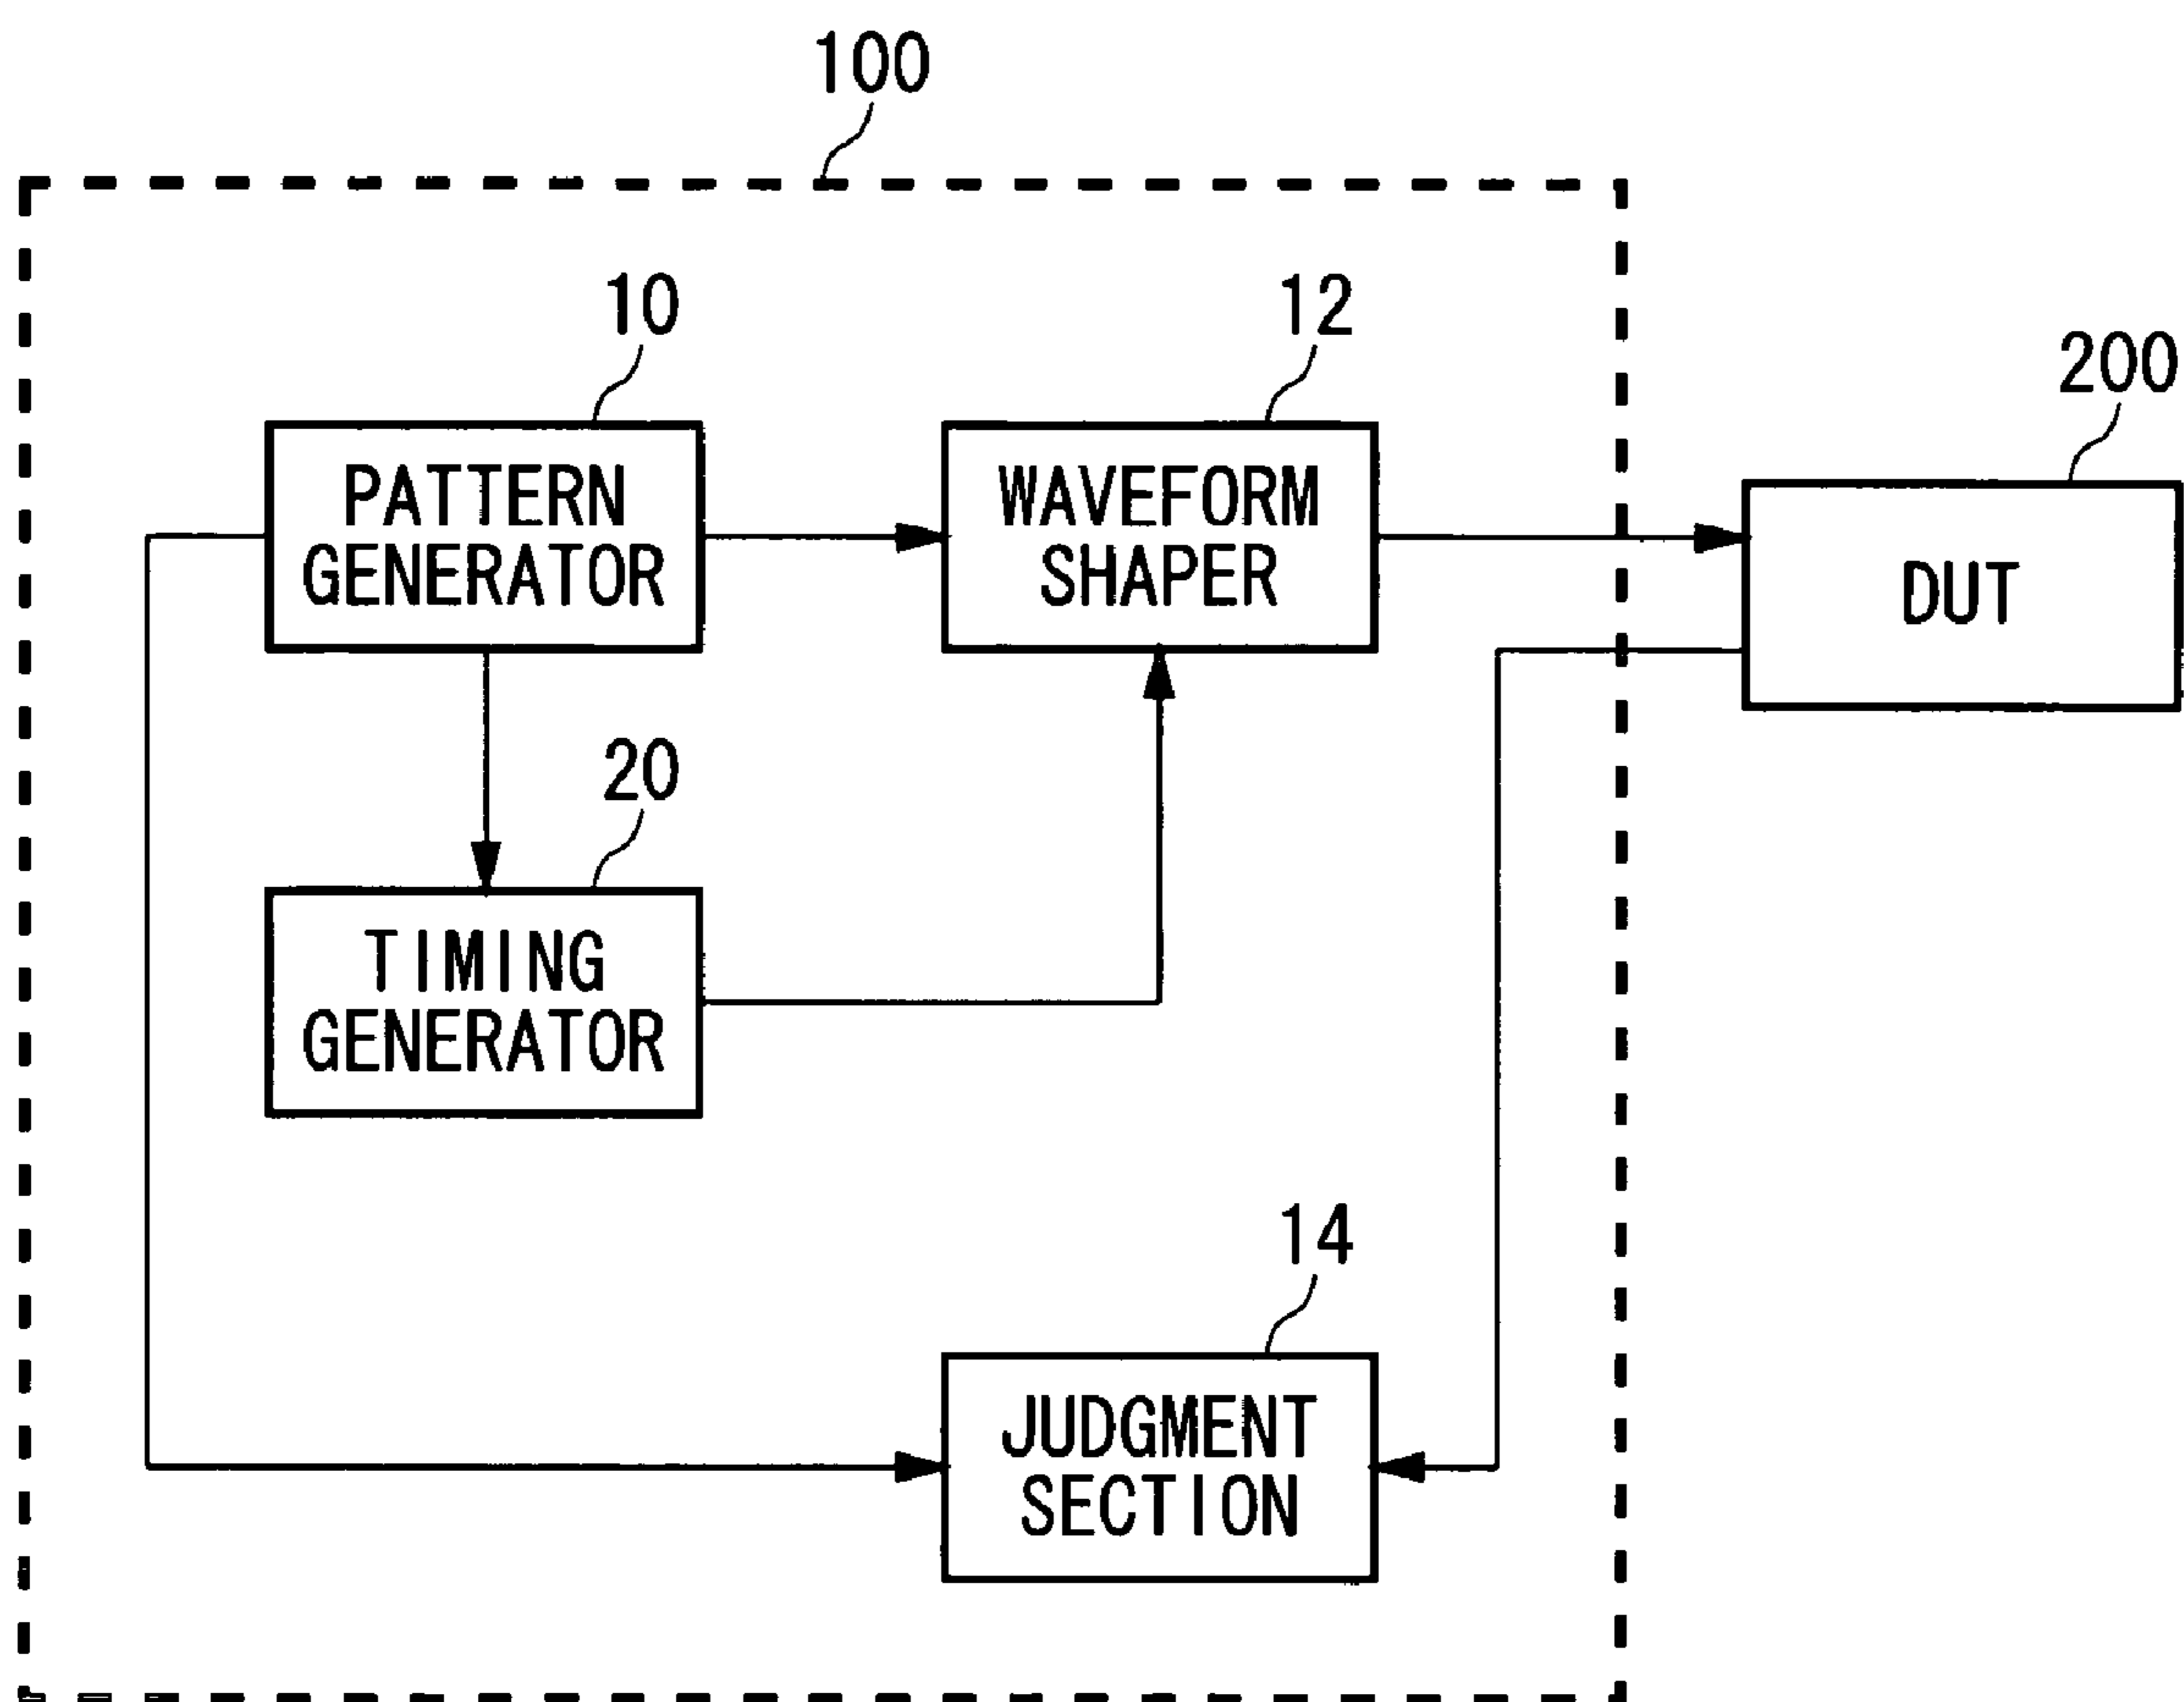 100
10
12
200
PATTERN
GENERATOR
WAVEFORM
SHAPER
DUT
20
TIMING
GENERATOR
14
JUDGMENT
SECTION